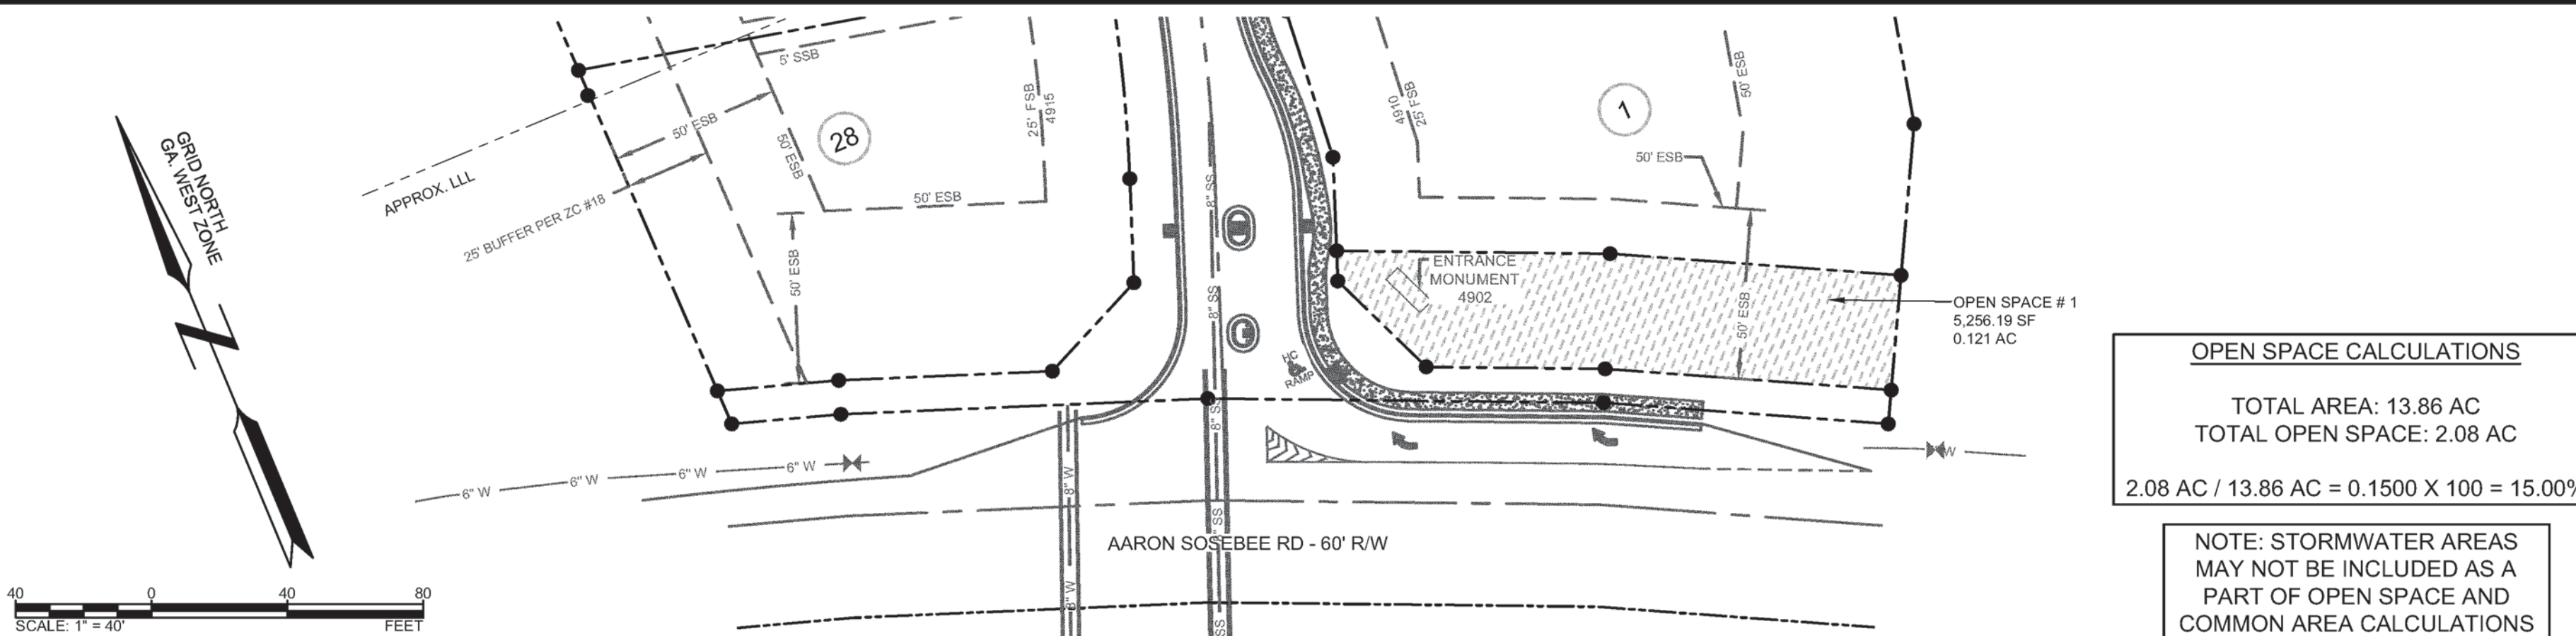 GRID NORTH
GA. WEST ZONE
40 0 40 80
SCALE: 1" = 40' FEET
APPROX. LLL
25' BUFFER PER ZC #18
50' ESB
5' SSB
50' ESB
28
25' FSB
4915
50' ESB
50' ESB
8" SS
8" SS
8" SS
8" SS
SS
6" W
6" W
6" W
6" W
8" W
8" W
HC
RAMP
AARON SOSEBEE RD - 60' R/W
4910
25' FSB
1
50' ESB
50' ESB
ENTRANCE
MONUMENT
4902
50' ESB
W
OPEN SPACE # 1
5,256.19 SF
0.121 AC
OPEN SPACE CALCULATIONS
TOTAL AREA: 13.86 AC
TOTAL OPEN SPACE: 2.08 AC
2.08 AC / 13.86 AC = 0.1500 X 100 = 15.00%
NOTE: STORMWATER AREAS
MAY NOT BE INCLUDED AS A
PART OF OPEN SPACE AND
COMMON AREA CALCULATIONS